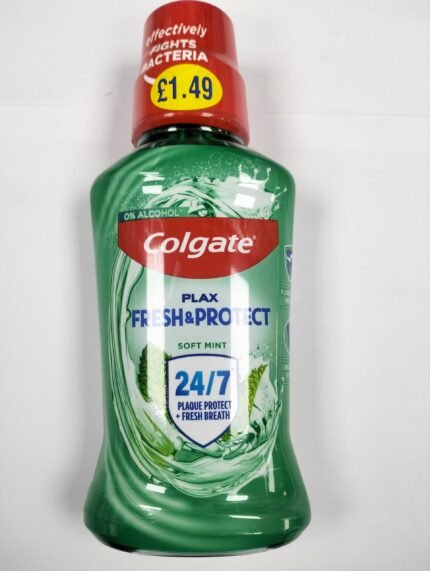 effectively
FIGHTS
BACTERIA
£1.49
0% ALCOHOL*
Colgate®
PLAX
FRESH&PROTECT
SOFT MINT
24/7
PLAQUE PROTECT
+ FRESH BREATH